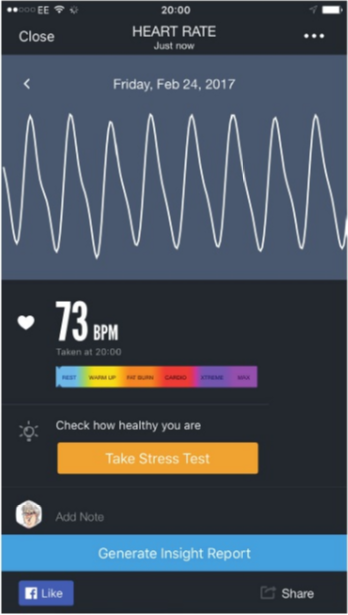 EE 20:00
Close HEART RATE
Just now
Friday, Feb 24, 2017
73 BPM
Taken at 20:00
REST WARM UP FAT BURN CARDIO XTREME MAX
Check how healthy you are
Take Stress Test
Add Note
Generate Insight Report
f Like Share